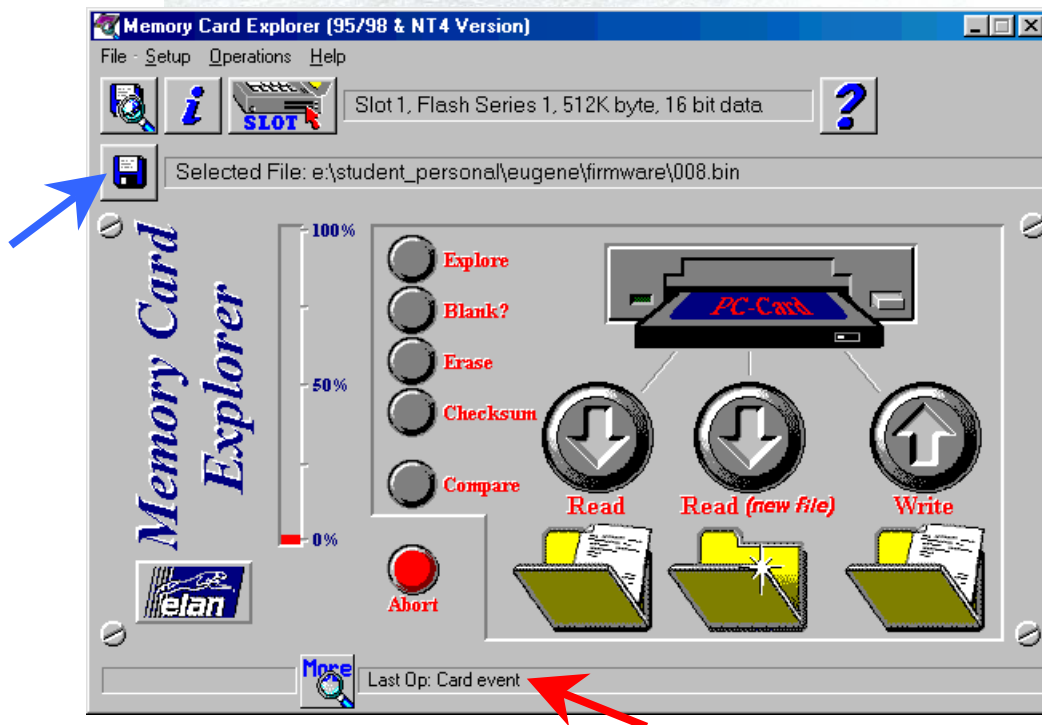 Memory Card Explorer (95/98 & NT4 Version)
File Setup Operations Help
SLOT
Slot 1, Flash Series 1, 512K byte, 16 bit data
Selected File: e:\student_personal\eugene\firmware\008.bin
Memory Card
Explorer
100%
50%
0%
elan
Explore
Blank?
Erase
Checksum
Compare
Abort
PC-Card
Read
Read (new file)
Write
More
Last Op: Card event